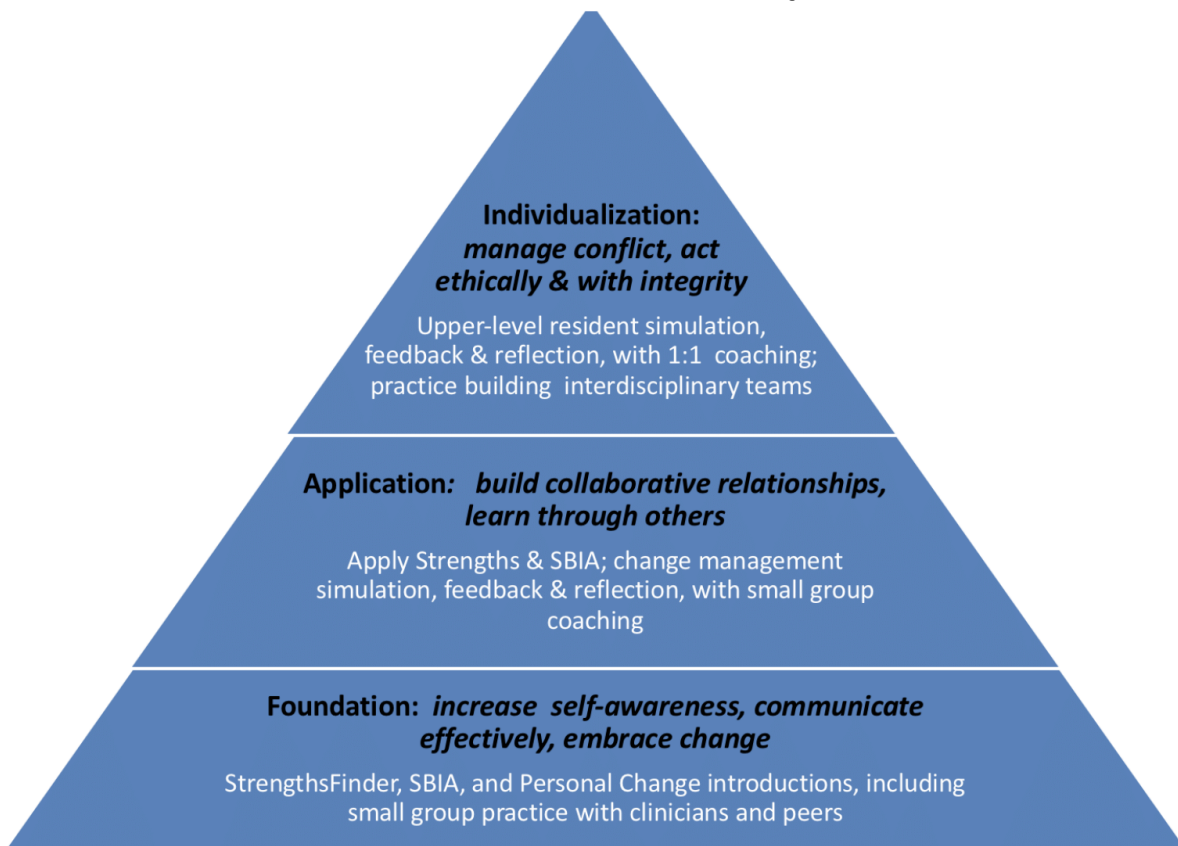 Individualization:
manage conflict, act
ethically & with integrity
Upper-level resident simulation,
feedback & reflection, with 1:1 coaching;
practice building interdisciplinary teams
Application: build collaborative relationships,
learn through others
Apply Strengths & SBIA; change management
simulation, feedback & reflection, with small group
coaching
Foundation: increase self-awareness, communicate
effectively, embrace change
StrengthsFinder, SBIA, and Personal Change introductions, including
small group practice with clinicians and peers